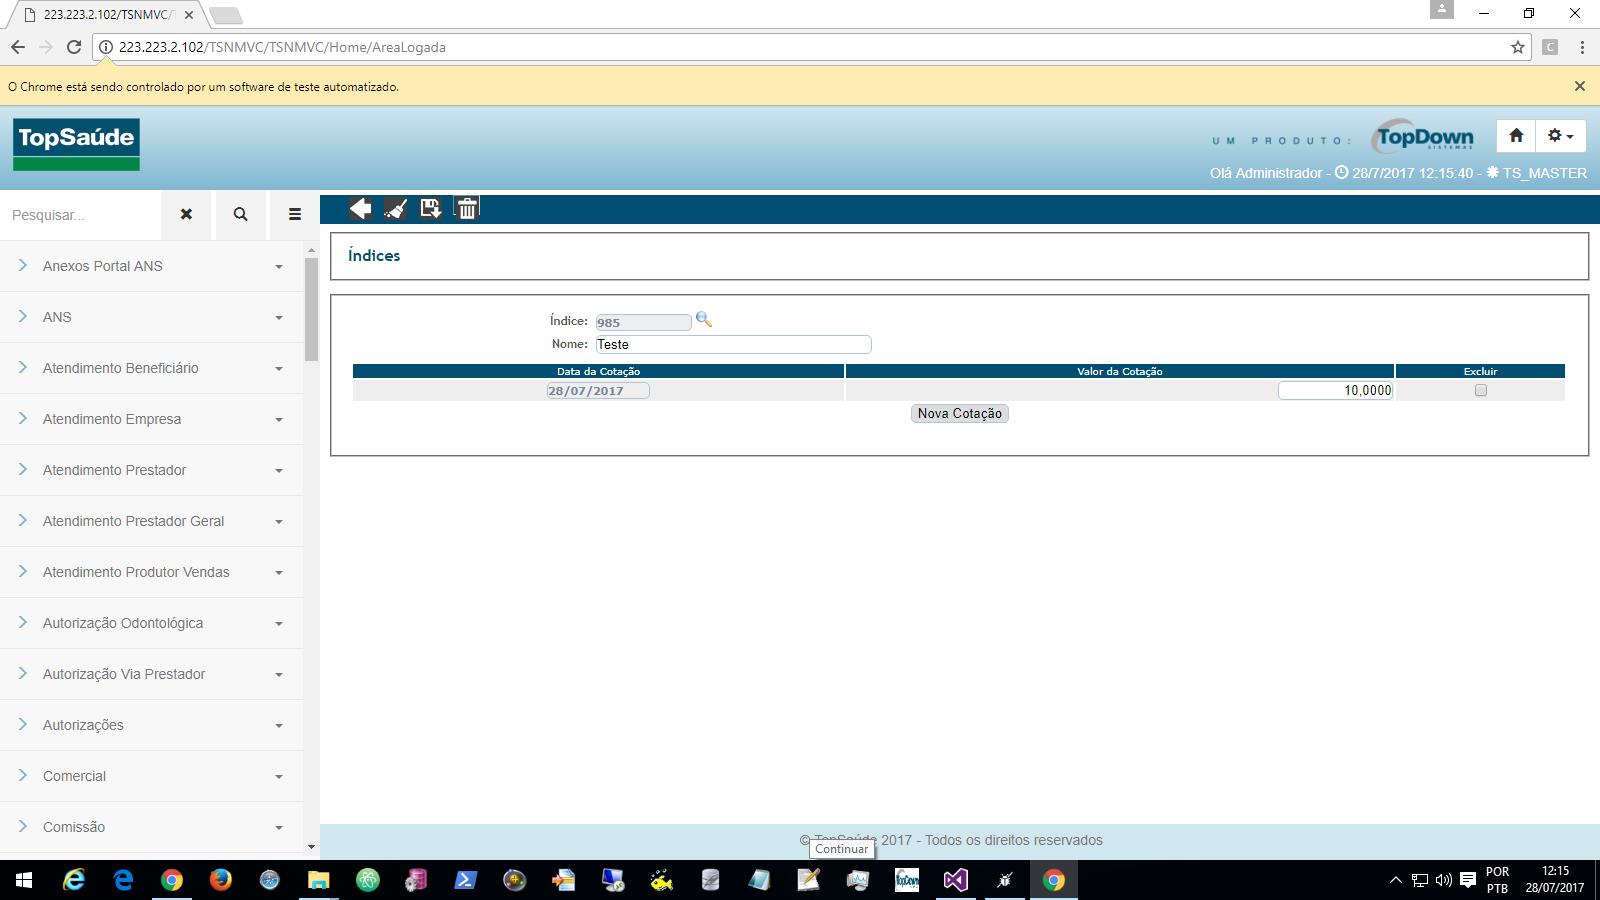 223.223.2.102/TSNMVC/T
223.223.2.102/TSNMVC/TSNMVC/Home/AreaLogada
C
O Chrome está sendo controlado por um software de teste automatizado.
TopSaúde
UM PRODUTO:
TopDown
SISTEMAS
Olá Administrador - 28/7/2017 12:15:40 - TS_MASTER
Pesquisar...
Anexos Portal ANS
ANS
Atendimento Beneficiário
Atendimento Empresa
Atendimento Prestador
Atendimento Prestador Geral
Atendimento Produtor Vendas
Autorização Odontológica
Autorização Via Prestador
Autorizações
Comercial
Comissão
Índices
Índice: 985
Nome: Teste
Data da Cotação Valor da Cotação Excluir
28/07/2017 10,0000
Nova Cotação
© TopSaúde 2017 - Todos os direitos reservados
Continuar
TopDown
POR
PTB
12:15
28/07/2017